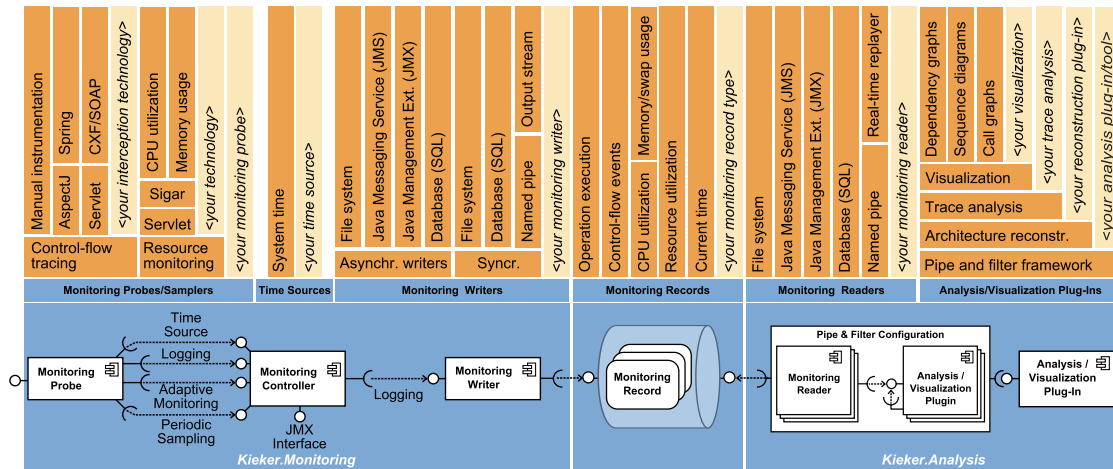 Manual instrumentation
AspectJ
Spring
Servlet
CXF/SOAP
<your interception technology>
Control-flow
tracing
CPU utilization
Memory usage
Sigar
Servlet
<your technology>
Resource
monitoring
<your monitoring probe>
System time
<your time source>
File system
Java Messaging Service (JMS)
Java Management Ext. (JMX)
Database (SQL)
Asynchr. writers
File system
Database (SQL)
Named pipe
Output stream
Syncr.
<your monitoring writer>
Operation execution
Control-flow events
CPU utilization
Memory/swap usage
Resource utilization
Current time
<your monitoring record type>
File system
Java Messaging Service (JMS)
Java Management Ext. (JMX)
Database (SQL)
Named pipe
Real-time replayer
<your monitoring reader>
Dependency graphs
Sequence diagrams
Call graphs
<your visualization>
Visualization
<your trace analysis>
Trace analysis
<your reconstruction plug-in>
Architecture reconstr.
<your analysis plug-in/tool>
Pipe and filter framework
Monitoring Probes/Samplers
Time Sources
Monitoring Writers
Monitoring Records
Monitoring Readers
Analysis/Visualization Plug-Ins
Monitoring
Probe
Time
Source
Logging
Adaptive
Monitoring
Periodic
Sampling
Monitoring
Controller
JMX
Interface
Logging
Monitoring
Writer
Monitoring
Record
Pipe & Filter Configuration
Monitoring
Reader
Analysis /
Visualization
Plugin
Analysis /
Visualization
Plug-In
Kieker.Monitoring
Kieker.Analysis